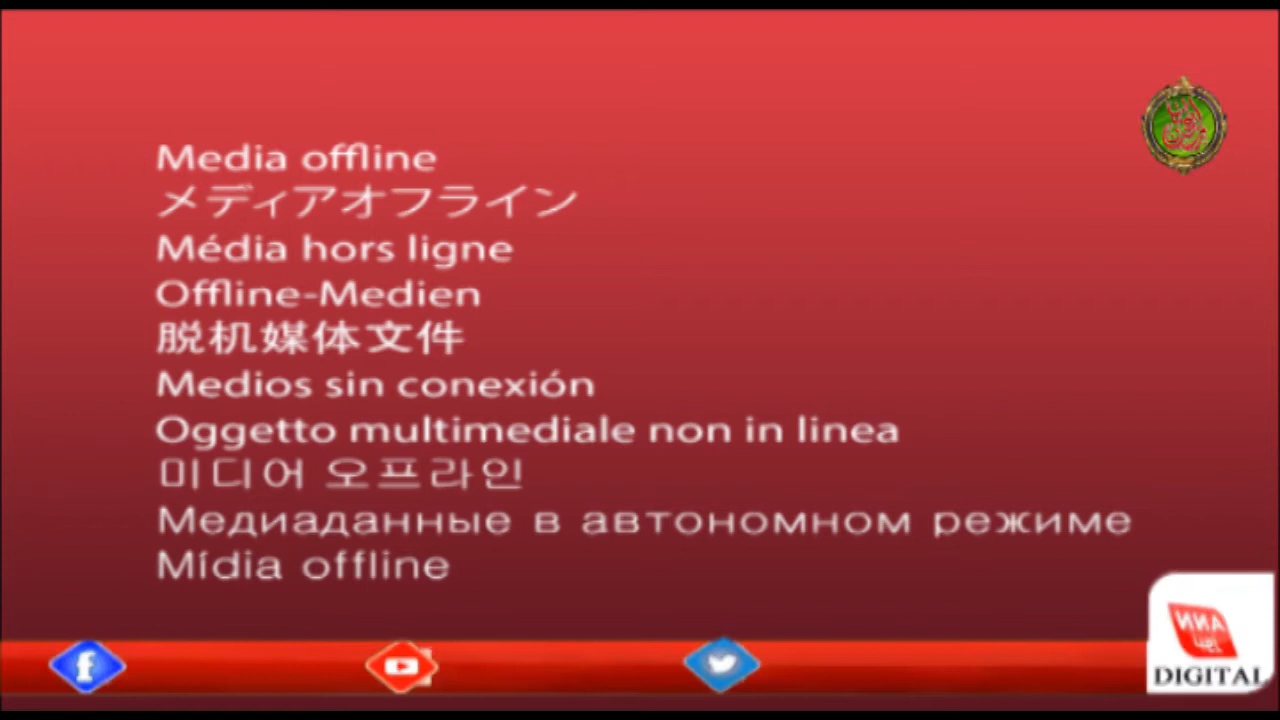 Media offline
メディアオフライン
Média hors ligne
Offline-Medien
脱机媒体文件
Medios sin conexión
Oggetto multimediale non in linea
미디어 오프라인
Медиаданные в автономном режиме
Mídia offline
DIGITAL